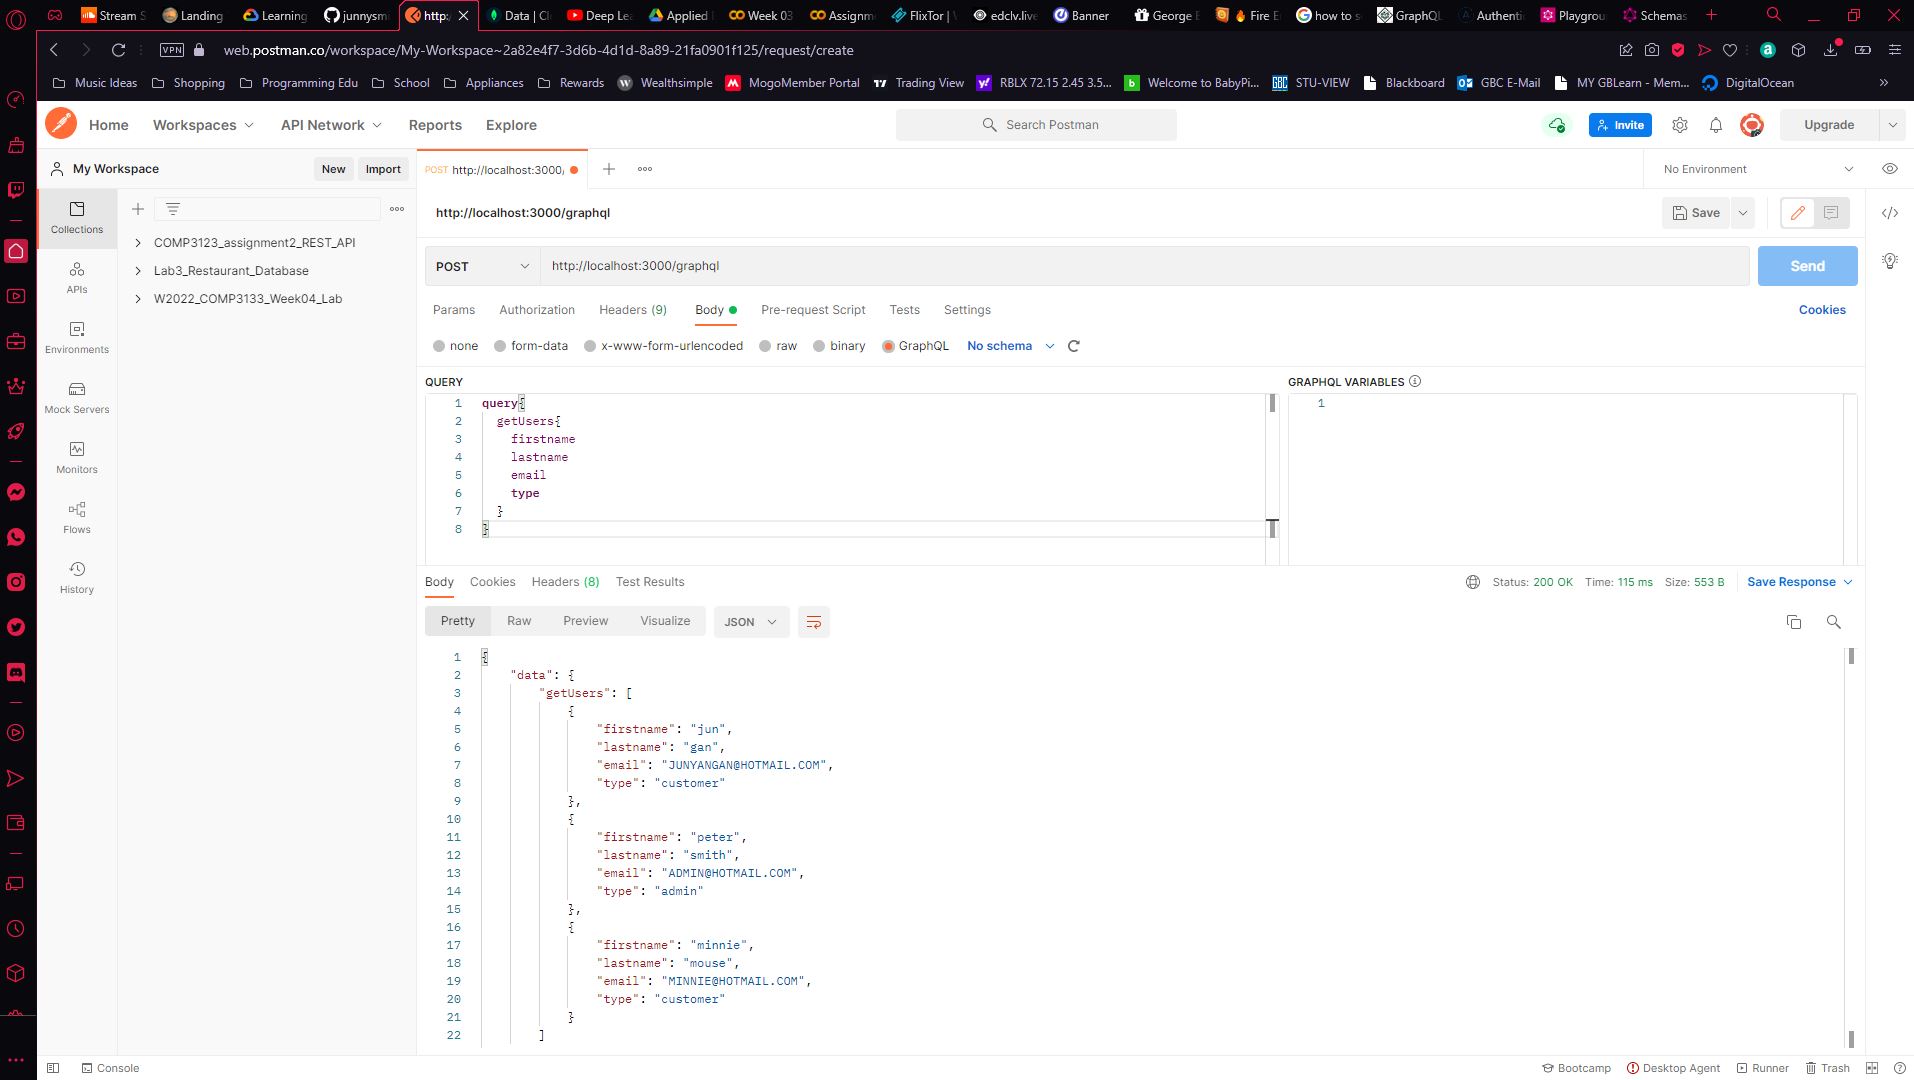 Stream S
Landing
Learning
junnysm
http:/
Data | Cl
Deep Lea
Applied
Week 03
Assignm
FlixTor | \
edclv.live
Banner
George B
Fire E
how to s
GraphQL
Authenti
Playgrou
Schemas
VPN
web.postman.co/workspace/My-Workspace~2a82e4f7-3d6b-4d1d-8a89-21fa0901f125/request/create
Music Ideas
Shopping
Programming Edu
School
Appliances
Rewards
Wealthsimple
MogoMember Portal
Trading View
RBLX 72.15 2.45 3.5...
Welcome to BabyPi...
STU-VIEW
Blackboard
GBC E-Mail
MY GBLearn - Mem...
DigitalOcean
Home
Workspaces
API Network
Reports
Explore
Search Postman
Invite
Upgrade
My Workspace
New
Import
POST http://localhost:3000/
No Environment
Collections
APIs
Environments
Mock Servers
Monitors
Flows
History
COMP3123_assignment2_REST_API
Lab3_Restaurant_Database
W2022_COMP3133_Week04_Lab
http://localhost:3000/graphql
Save
POST
http://localhost:3000/graphql
Send
Params
Authorization
Headers (9)
Body
Pre-request Script
Tests
Settings
Cookies
none
form-data
x-www-form-urlencoded
raw
binary
GraphQL
No schema
QUERY
1 query{
2 getUsers{
3 firstname
4 lastname
5 email
6 type
7 }
8 }
GRAPHQL VARIABLES
1
Body
Cookies
Headers (8)
Test Results
Status: 200 OK
Time: 115 ms
Size: 553 B
Save Response
Pretty
Raw
Preview
Visualize
JSON
1 {
2 "data": {
3 "getUsers": [
4 {
5 "firstname": "jun",
6 "lastname": "gan",
7 "email": "JUNYANGAN@HOTMAIL.COM",
8 "type": "customer"
9 },
10 {
11 "firstname": "peter",
12 "lastname": "smith",
13 "email": "ADMIN@HOTMAIL.COM",
14 "type": "admin"
15 },
16 {
17 "firstname": "minnie",
18 "lastname": "mouse",
19 "email": "MINNIE@HOTMAIL.COM",
20 "type": "customer"
21 }
22 ]
Console
Bootcamp
Desktop Agent
Runner
Trash